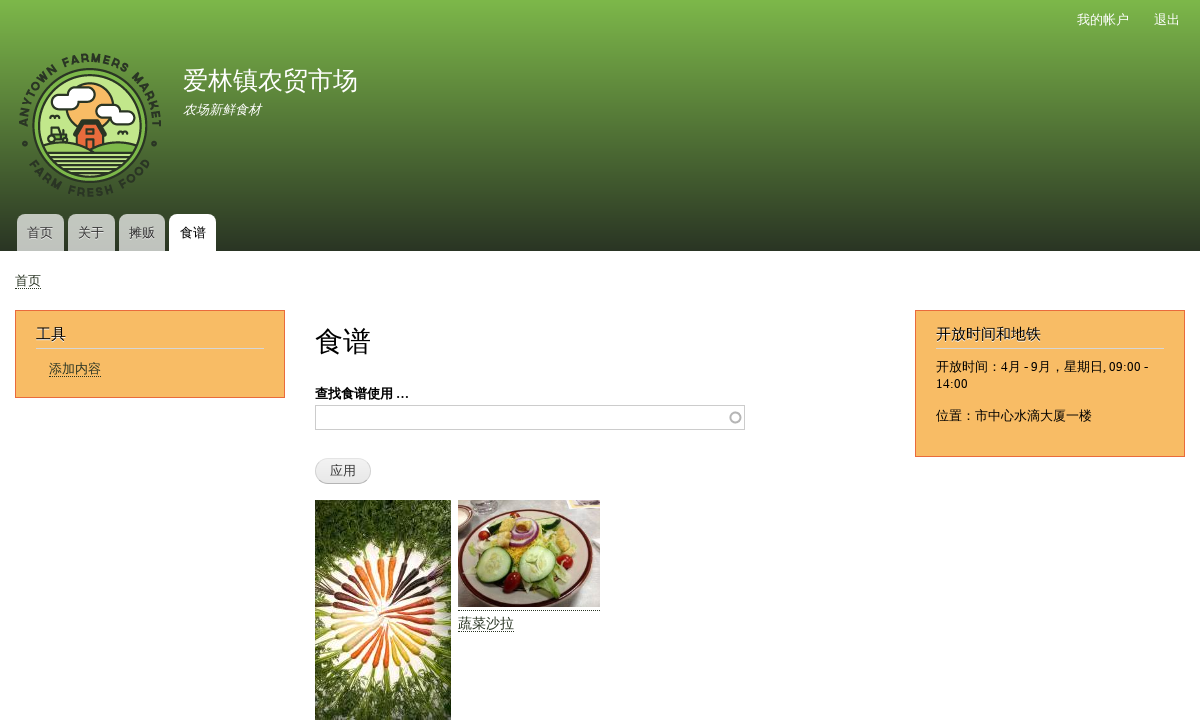 我的帐户 退出
ANYTOWN FARMERS MARKET
FARM FRESH FOOD
爱林镇农贸市场
农场新鲜食材
首页 关于 摊贩 食谱
首页
工具
添加内容
食谱
查找食谱使用 …
应用
蔬菜沙拉
开放时间和地铁
开放时间：4月 - 9月，星期日, 09:00 -
14:00
位置：市中心水滴大厦一楼